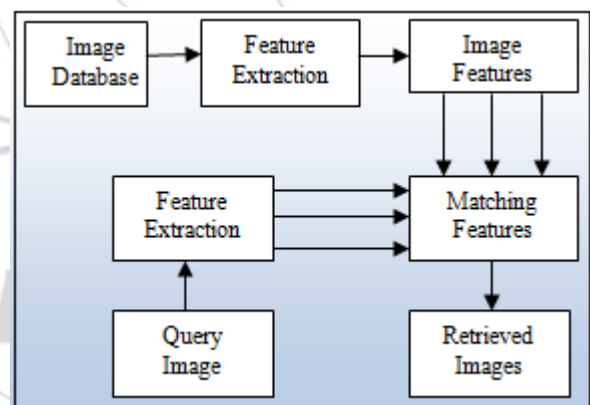 Image
Database
Feature
Extraction
Image
Features
Feature
Extraction
Matching
Features
Query
Image
Retrieved
Images